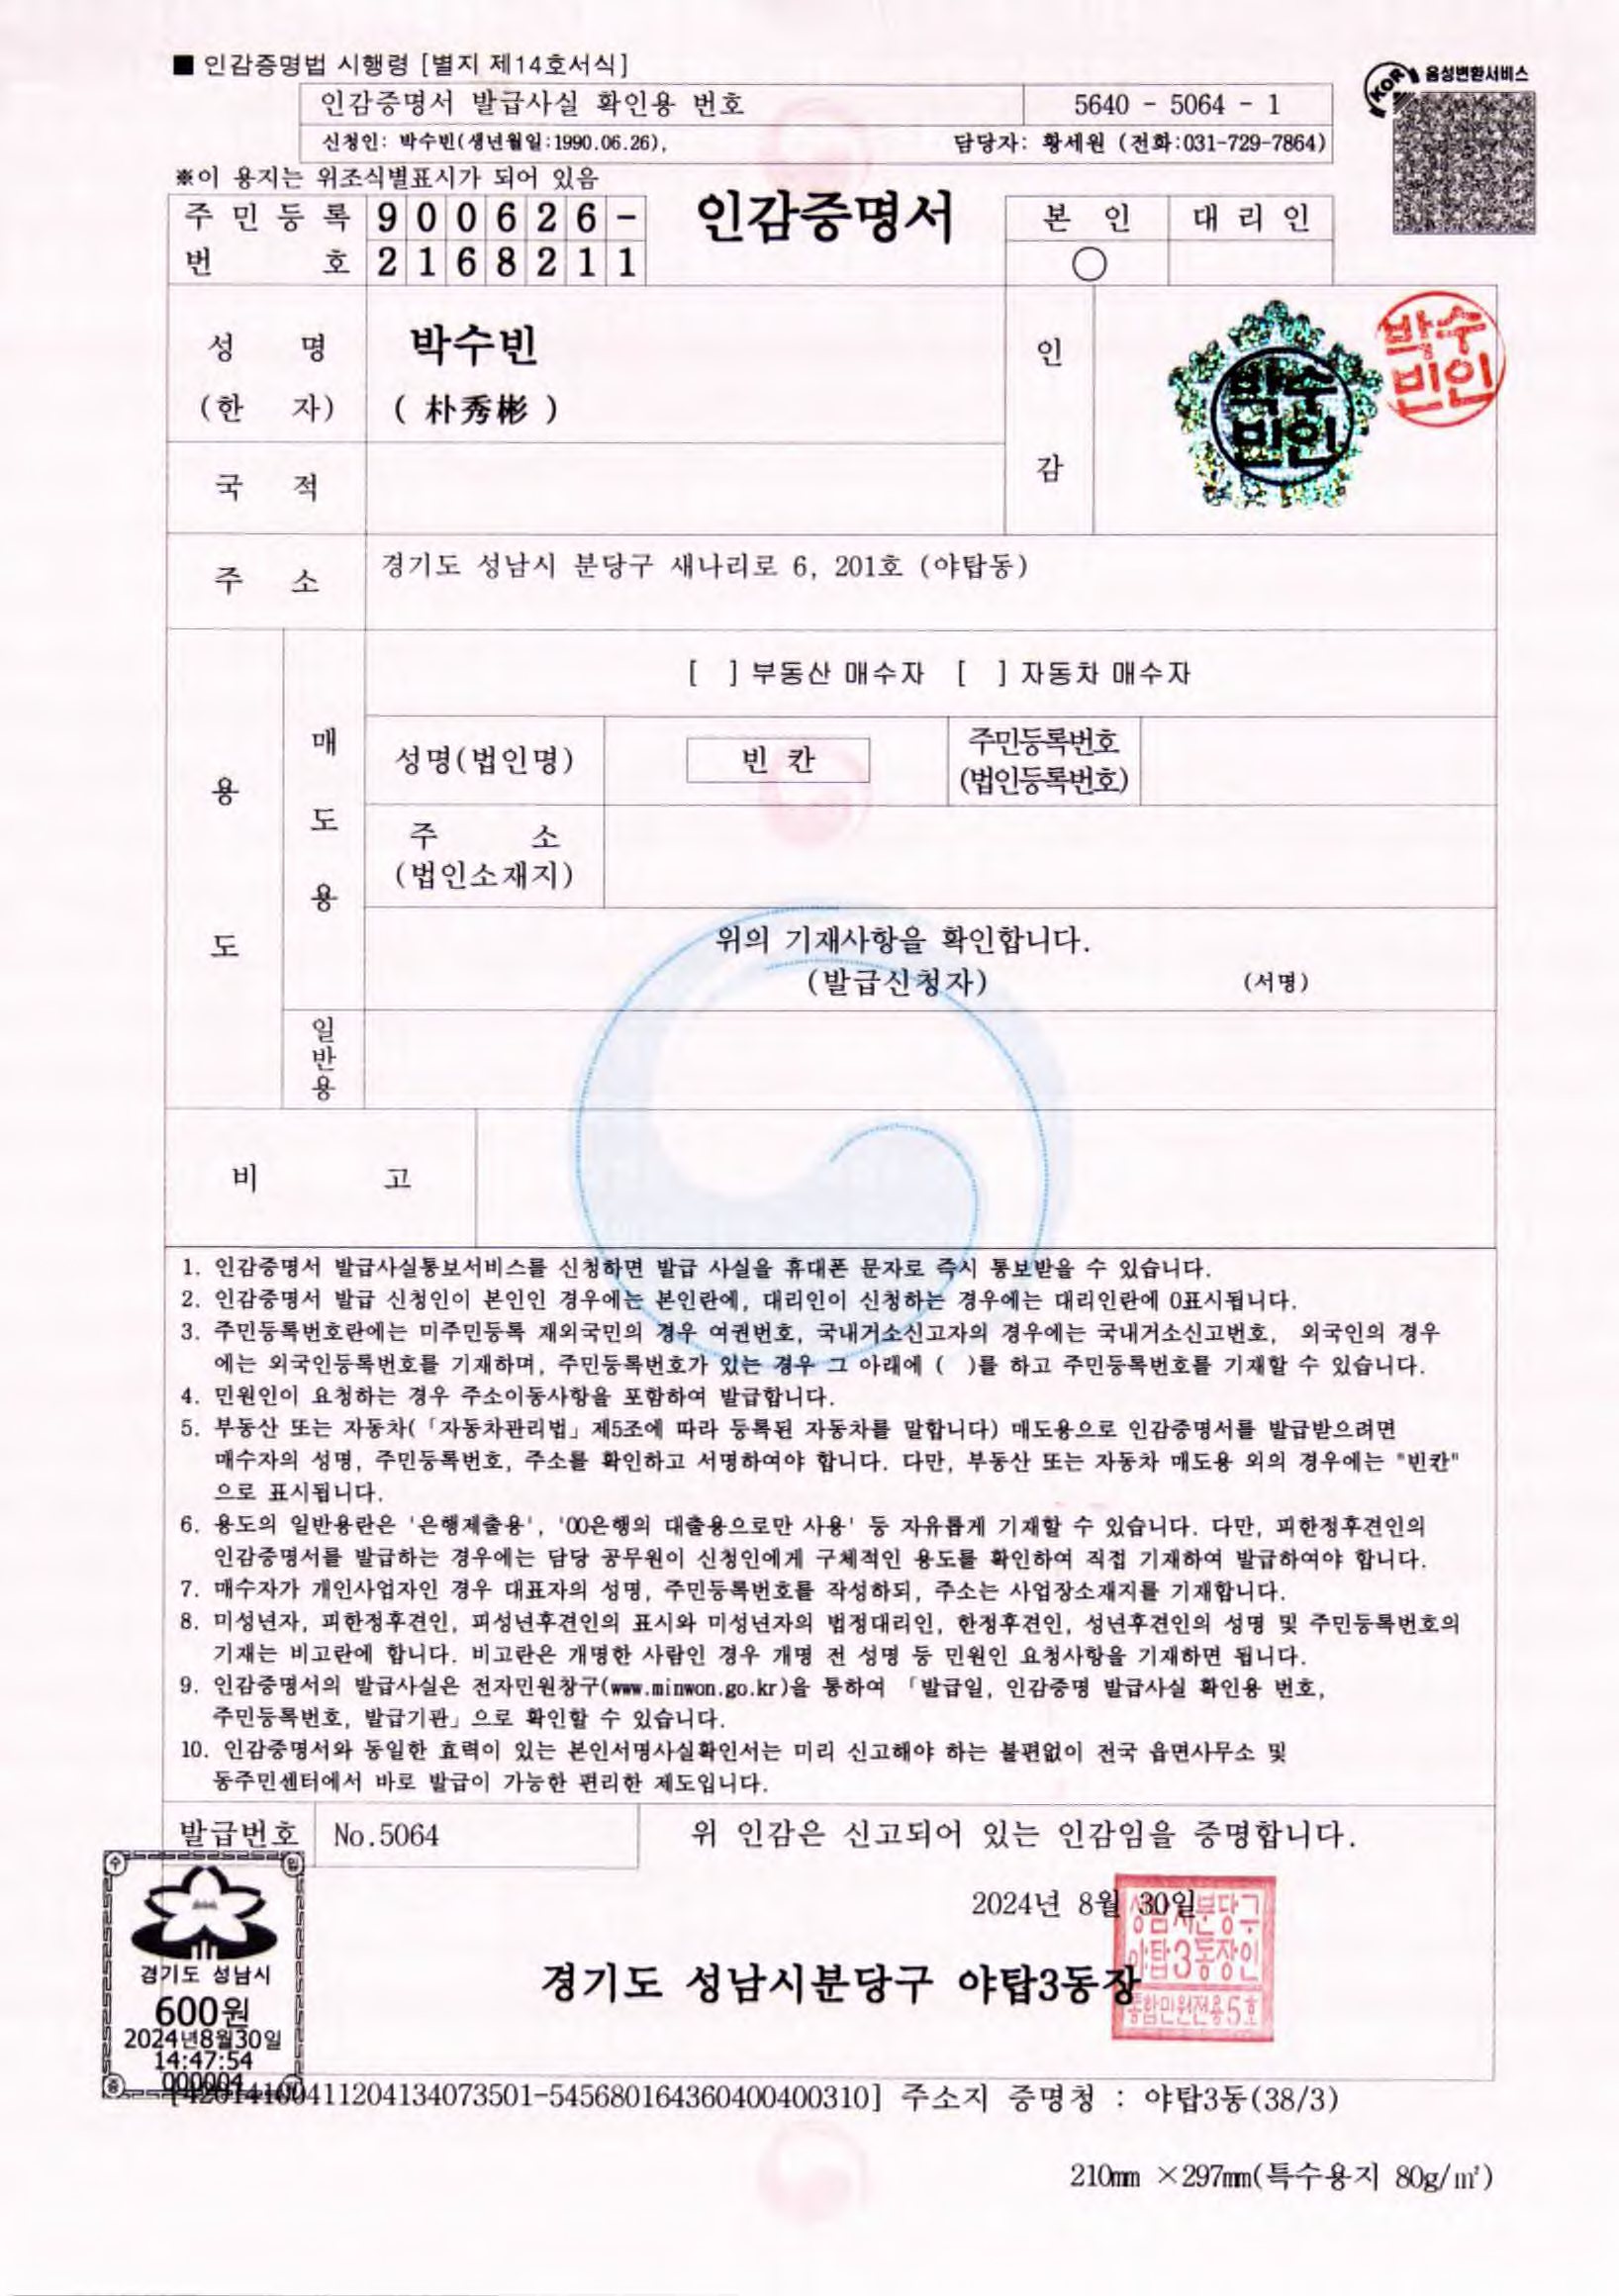 ■ 인감증명법 시행령 [별지 제14호서식]
KOR 음성변환서비스
인감증명서 발급사실 확인용 번호 5640 - 5064 - 1
신청인: 박수빈(생년월일:1990.06.26), 담당자: 황세원 (전화:031-729-7864)
※이 용지는 위조식별표시가 되어 있음
주민등록번호 900626-2168211
인감증명서
본 인 대 리 인
○
성 명 박수빈
(한 자) ( 朴秀彬 )
인 감
박수빈인
박수빈인
국 적
주 소 경기도 성남시 분당구 새나리로 6, 201호 (야탑동)
용 도
매 도 용
[ ] 부동산 매수자 [ ] 자동차 매수자
성명(법인명) 빈 칸 주민등록번호
(법인등록번호)
주 소
(법인소재지)
위의 기재사항을 확인합니다.
(발급신청자) (서명)
일반용
비 고
1. 인감증명서 발급사실통보서비스를 신청하면 발급 사실을 휴대폰 문자로 즉시 통보받을 수 있습니다.
2. 인감증명서 발급 신청인이 본인인 경우에는 본인란에, 대리인이 신청하는 경우에는 대리인란에 0표시됩니다.
3. 주민등록번호란에는 미주민등록 재외국민의 경우 여권번호, 국내거소신고자의 경우에는 국내거소신고번호, 외국인의 경우
에는 외국인등록번호를 기재하며, 주민등록번호가 있는 경우 그 아래에 ( )를 하고 주민등록번호를 기재할 수 있습니다.
4. 민원인이 요청하는 경우 주소이동사항을 포함하여 발급합니다.
5. 부동산 또는 자동차(「자동차관리법」제5조에 따라 등록된 자동차를 말합니다) 매도용으로 인감증명서를 발급받으려면
매수자의 성명, 주민등록번호, 주소를 확인하고 서명하여야 합니다. 다만, 부동산 또는 자동차 매도용 외의 경우에는 "빈칸"
으로 표시됩니다.
6. 용도의 일반용란은 '은행제출용', '00은행의 대출용으로만 사용' 등 자유롭게 기재할 수 있습니다. 다만, 피한정후견인의
인감증명서를 발급하는 경우에는 담당 공무원이 신청인에게 구체적인 용도를 확인하여 직접 기재하여 발급하여야 합니다.
7. 매수자가 개인사업자인 경우 대표자의 성명, 주민등록번호를 작성하되, 주소는 사업장소재지를 기재합니다.
8. 미성년자, 피한정후견인, 피성년후견인의 표시와 미성년자의 법정대리인, 한정후견인, 성년후견인의 성명 및 주민등록번호의
기재는 비고란에 합니다. 비고란은 개명한 사람인 경우 개명 전 성명 등 민원인 요청사항을 기재하면 됩니다.
9. 인감증명서의 발급사실은 전자민원창구(www.minwon.go.kr)을 통하여 「발급일, 인감증명 발급사실 확인용 번호,
주민등록번호, 발급기관」으로 확인할 수 있습니다.
10. 인감증명서와 동일한 효력이 있는 본인서명사실확인서는 미리 신고해야 하는 불편없이 전국 읍면사무소 및
동주민센터에서 바로 발급이 가능한 편리한 제도입니다.
발급번호 No.5064 위 인감은 신고되어 있는 인감임을 증명합니다.
2024년 8월 30일
경기도 성남시분당구 야탑3동장
성남시분당구
야탑3동장인
통합민원전용5호
수 입 증
경기도 성남시
600원
2024년8월30일
14:47:54
000004
[42014100411204134073501-545680164360400400310] 주소지 증명청 : 야탑3동(38/3)
210mm ×297mm(특수용지 80g/㎡)